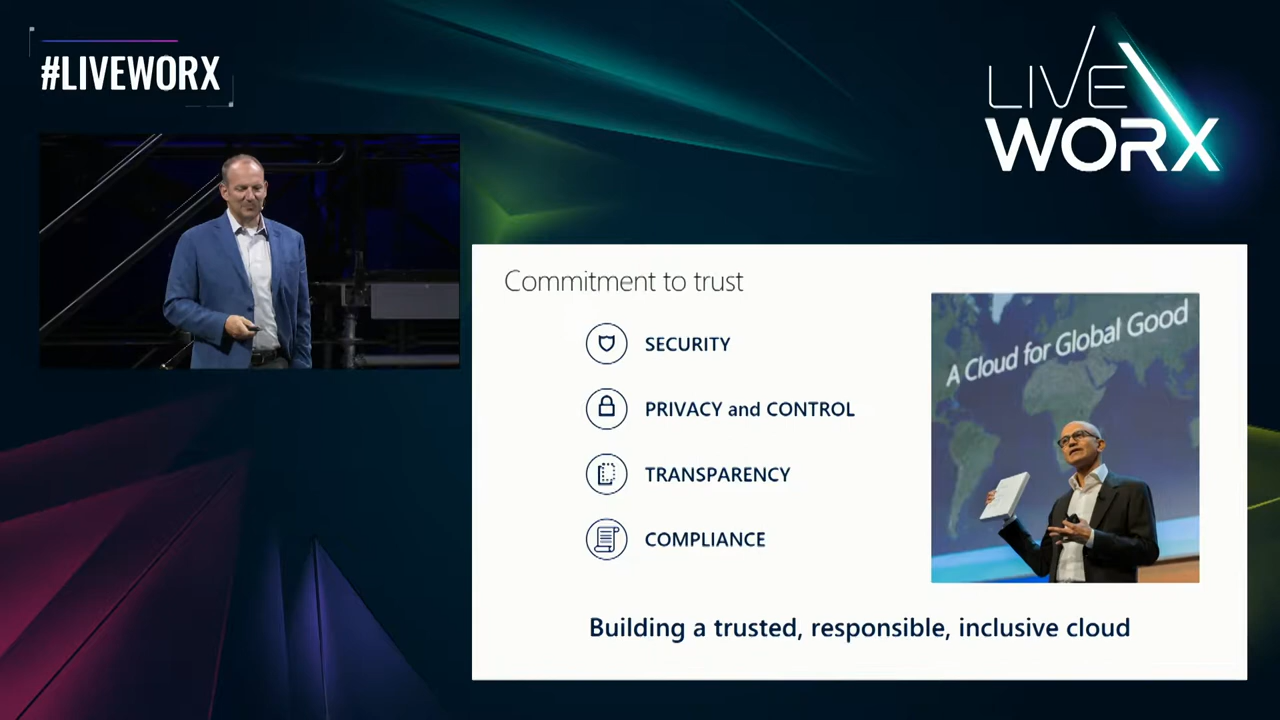 #LIVEWORX
LIVE
WORX
Commitment to trust
SECURITY
PRIVACY and CONTROL
TRANSPARENCY
COMPLIANCE
A Cloud for Global Good
Building a trusted, responsible, inclusive cloud